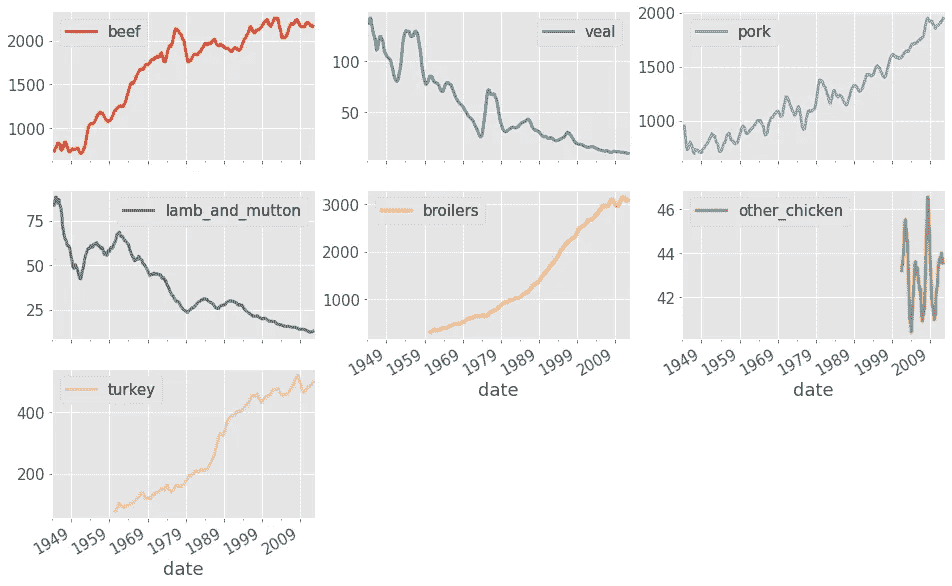 beef
2000
1500
1000
veal
100
50
pork
2000
1500
1000
lamb_and_mutton
75
50
25
broilers
3000
2000
1000
1949 1959 1969 1979 1989 1999 2009
date
other_chicken
46
44
42
1949 1959 1969 1979 1989 1999 2009
date
turkey
400
200
1949 1959 1969 1979 1989 1999 2009
date